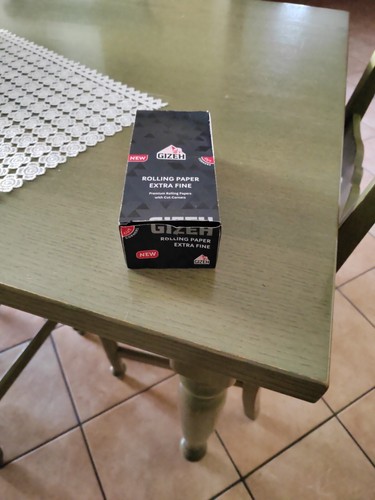 NEW
GIZEH
ROLLING PAPER
EXTRA FINE
Premium Rolling Papers
with Cut Corners
GIZEH
ROLLING PAPER
EXTRA FINE
NEW
GIZEH